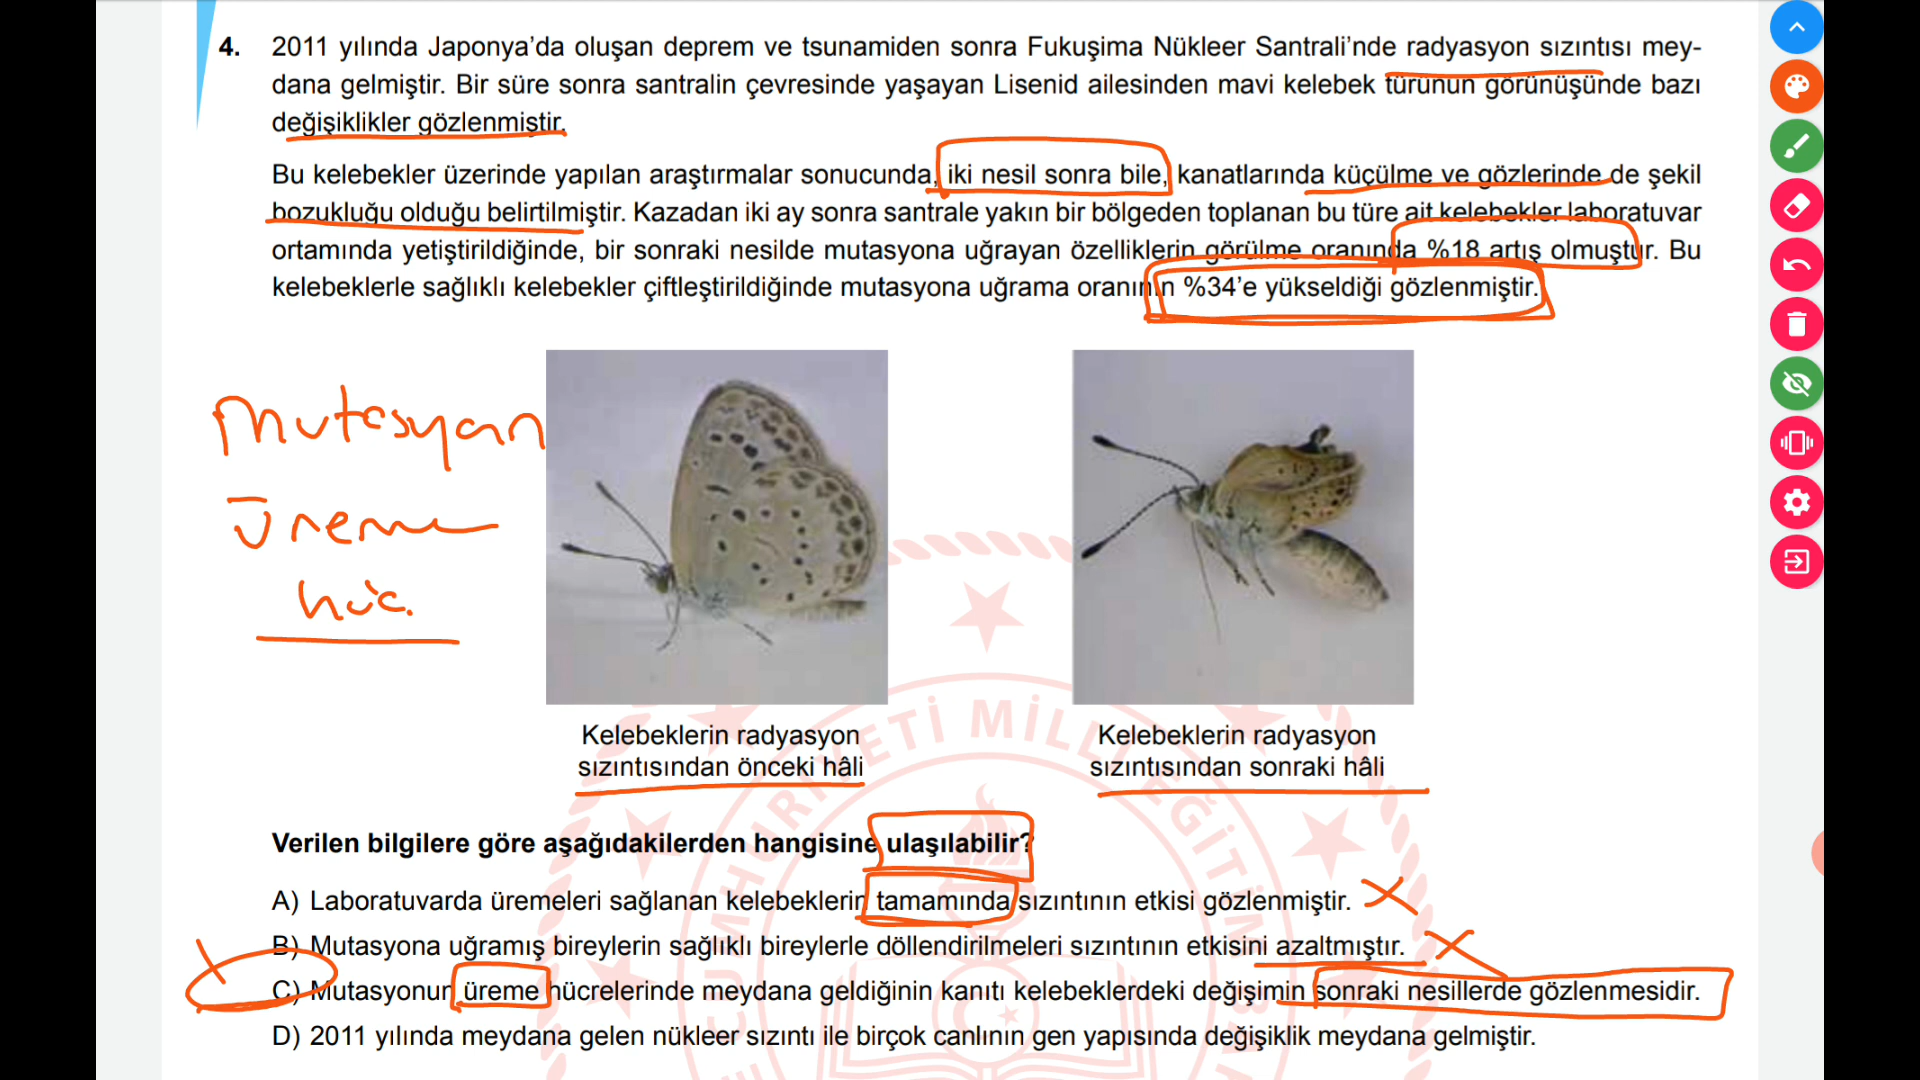 4. 2011 yılında Japonya’da oluşan deprem ve tsunamiden sonra Fukuşima Nükleer Santrali’nde radyasyon sızıntısı mey-
dana gelmiştir. Bir süre sonra santralin çevresinde yaşayan Lisenid ailesinden mavi kelebek türünün görünüşünde bazı
değişiklikler gözlenmiştir.
Bu kelebekler üzerinde yapılan araştırmalar sonucunda, iki nesil sonra bile, kanatlarında küçülme ve gözlerinde de şekil
bozukluğu olduğu belirtilmiştir. Kazadan iki ay sonra santrale yakın bir bölgeden toplanan bu türe ait kelebekler laboratuvar
ortamında yetiştirildiğinde, bir sonraki nesilde mutasyona uğrayan özelliklerin görülme oranında %18 artış olmuştur. Bu
kelebeklerle sağlıklı kelebekler çiftleştirildiğinde mutasyona uğrama oranının %34’e yükseldiği gözlenmiştir.
Mutasyon
üreme
hüc.
Kelebeklerin radyasyon
sızıntısından önceki hâli
Kelebeklerin radyasyon
sızıntısından sonraki hâli
Verilen bilgilere göre aşağıdakilerden hangisine ulaşılabilir?
A) Laboratuvarda üremeleri sağlanan kelebeklerin tamamında sızıntının etkisi gözlenmiştir.
B) Mutasyona uğramış bireylerin sağlıklı bireylerle döllendirilmeleri sızıntının etkisini azaltmıştır.
C) Mutasyonun üreme hücrelerinde meydana geldiğinin kanıtı kelebeklerdeki değişimin sonraki nesillerde gözlenmesidir.
D) 2011 yılında meydana gelen nükleer sızıntı ile birçok canlının gen yapısında değişiklik meydana gelmiştir.